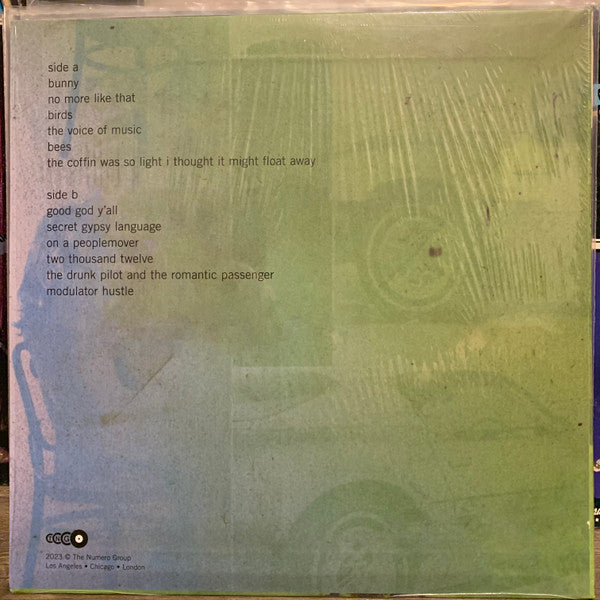 side a
bunny
no more like that
birds
the voice of music
bees
the coffin was so light i thought it might float away
side b
good god y'all
secret gypsy language
on a peoplemover
two thousand twelve
the drunk pilot and the romantic passenger
modulator hustle
2023 © The Numero Group
Los Angeles • Chicago • London